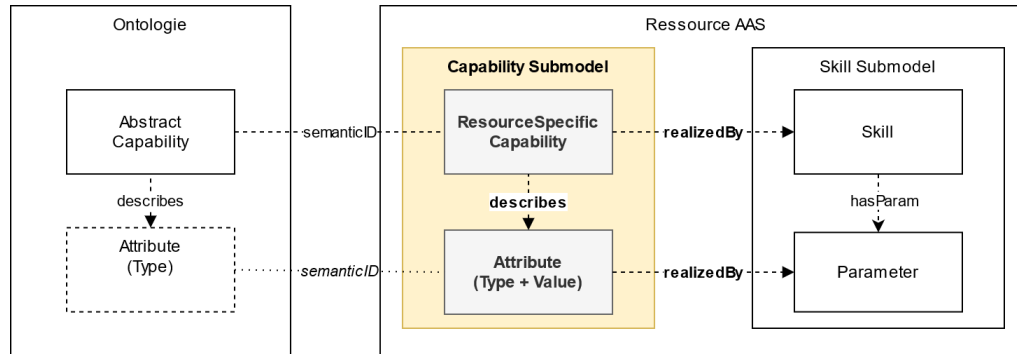 Ontologie
Ressource AAS
Capability Submodel
Skill Submodel
Abstract
Capability
semanticID
ResourceSpecific
Capability
realizedBy
Skill
describes
describes
hasParam
Attribute
(Type)
semanticID
Attribute
(Type + Value)
realizedBy
Parameter